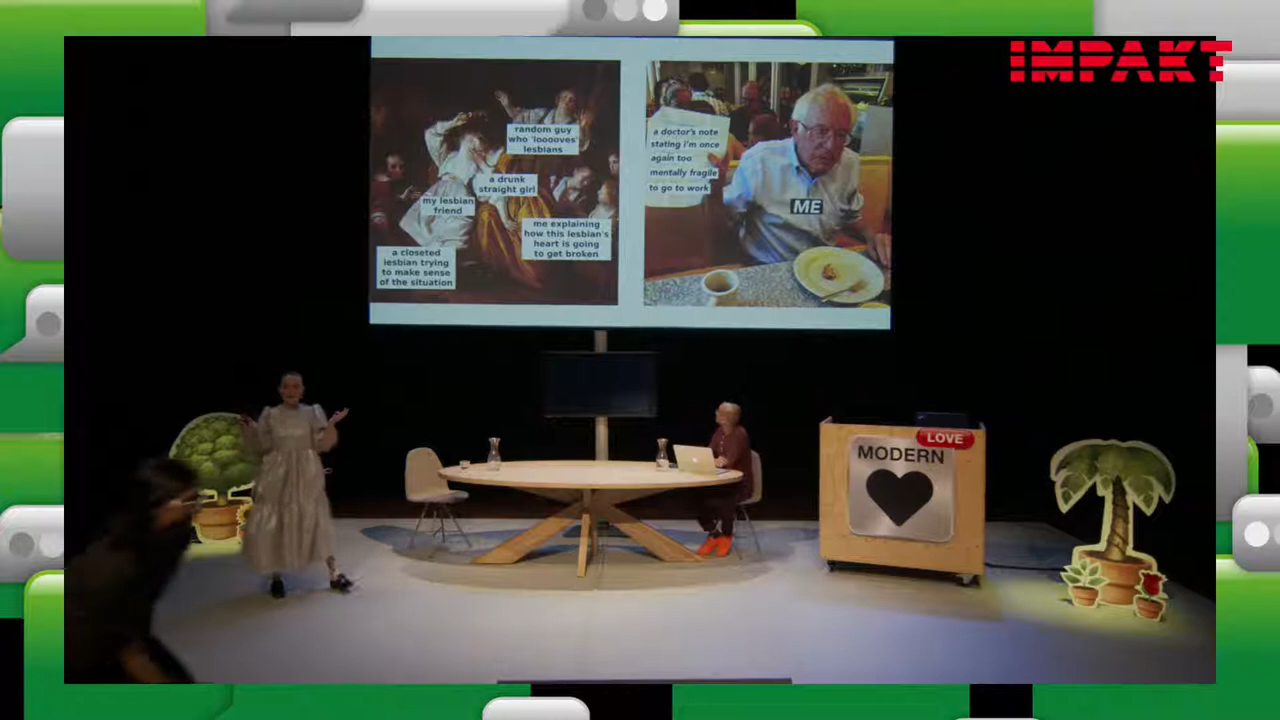 IMPAKT
random guy
who 'looooves'
lesbians
a drunk
straight girl
my lesbian
friend
me explaining
how this lesbian's
heart is going
to get broken
a closeted
lesbian trying
to make sense
of the situation
a doctor's note
stating i'm once
again too
mentally fragile
to go to work
ME
LOVE
MODERN